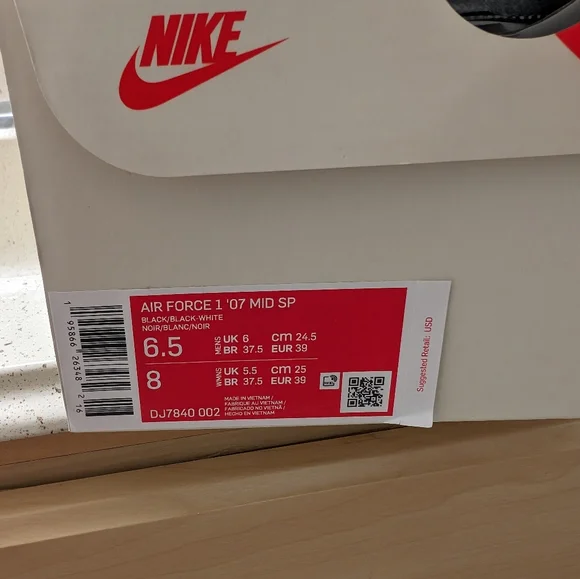 NIKE
AIR FORCE 1 '07 MID SP
BLACK/BLACK-WHITE
NOIR/BLANC/NOIR
6.5 MENS UK 6 cm 24.5
BR 37.5 EUR 39
8 WMNS UK 5.5 cm 25
BR 37.5 EUR 39
DJ7840 002
MADE IN VIETNAM /
FABRIQUE AU VIETNAM /
FABRICADO NO VIETNÃ /
HECHO EN VIETNAM
Suggested Retail: USD
1 95866 26348 2 16